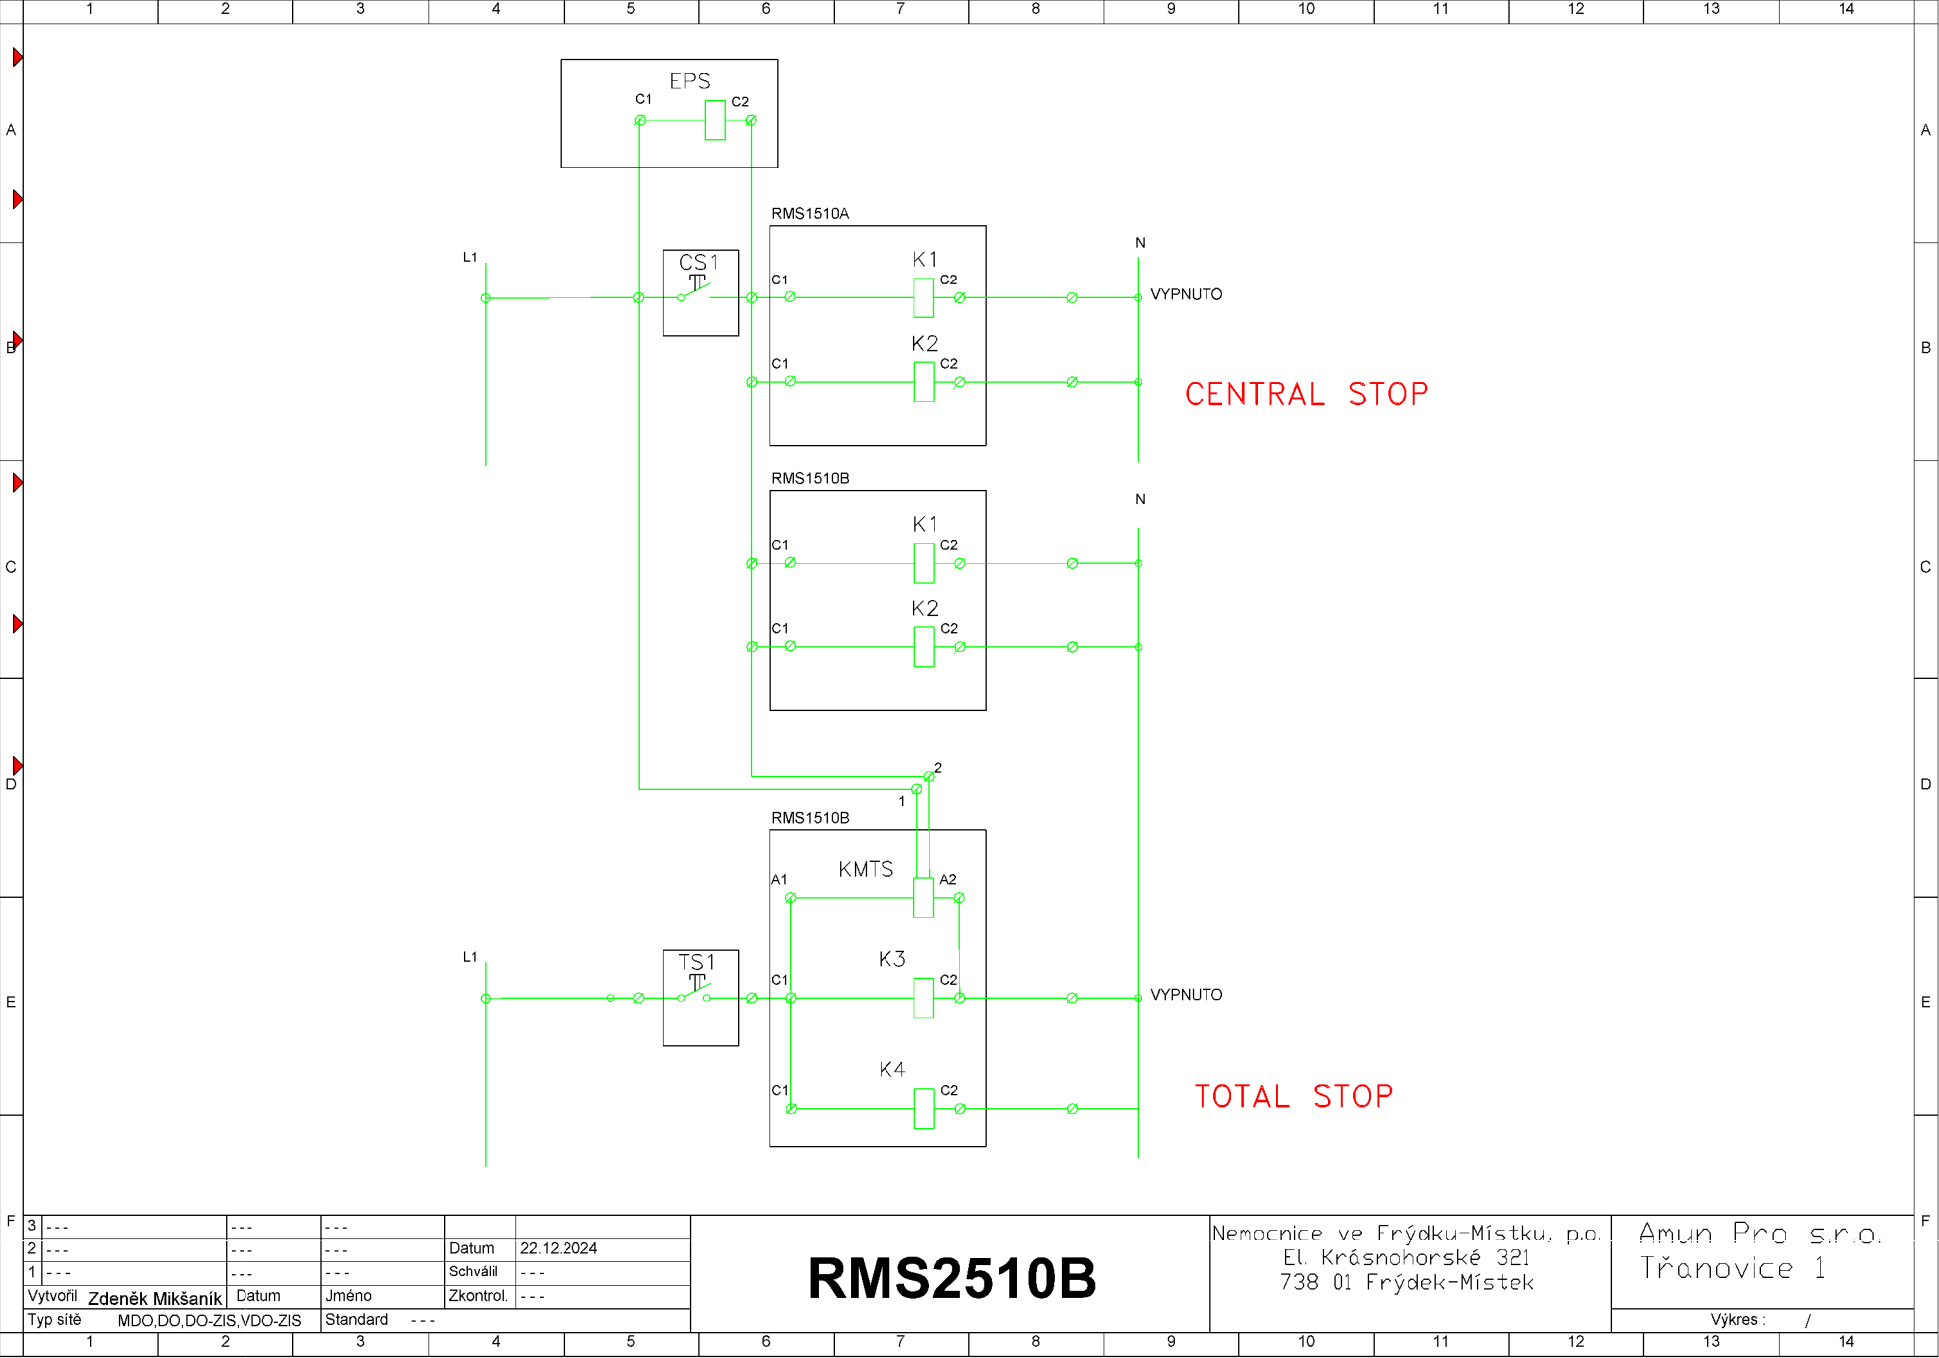 1 2 3 4 5 6 7 8 9 10 11 12 13 14
EPS
C1 C2
A A
RMS1510A
L1 CS1 K1 N
C1 C2
VYPNUTO
K2
B B
C1 C2
CENTRAL STOP
RMS1510B
N
K1
C1 C2
C C
K2
C1 C2
2
D D
1
RMS1510B
KMTS
A1 A2
L1 TS1 K3
C1 C2
VYPNUTO
E E
K4
C1 C2
TOTAL STOP
F F
3 --- --- ---
2 --- --- --- Datum 22.12.2024
1 --- --- --- Schválil ---
Vytvořil Zdeněk Mikšaník Datum Jméno Zkontrol. ---
Typ sítě MDO,DO,DO-ZIS,VDO-ZIS Standard ---
RMS2510B
Nemocnice ve Frýdku-Místku, p.o.
El. Krásnohorské 321
738 01 Frýdek-Místek
Amun Pro s.r.o.
Třanovice 1
Výkres : /
1 2 3 4 5 6 7 8 9 10 11 12 13 14